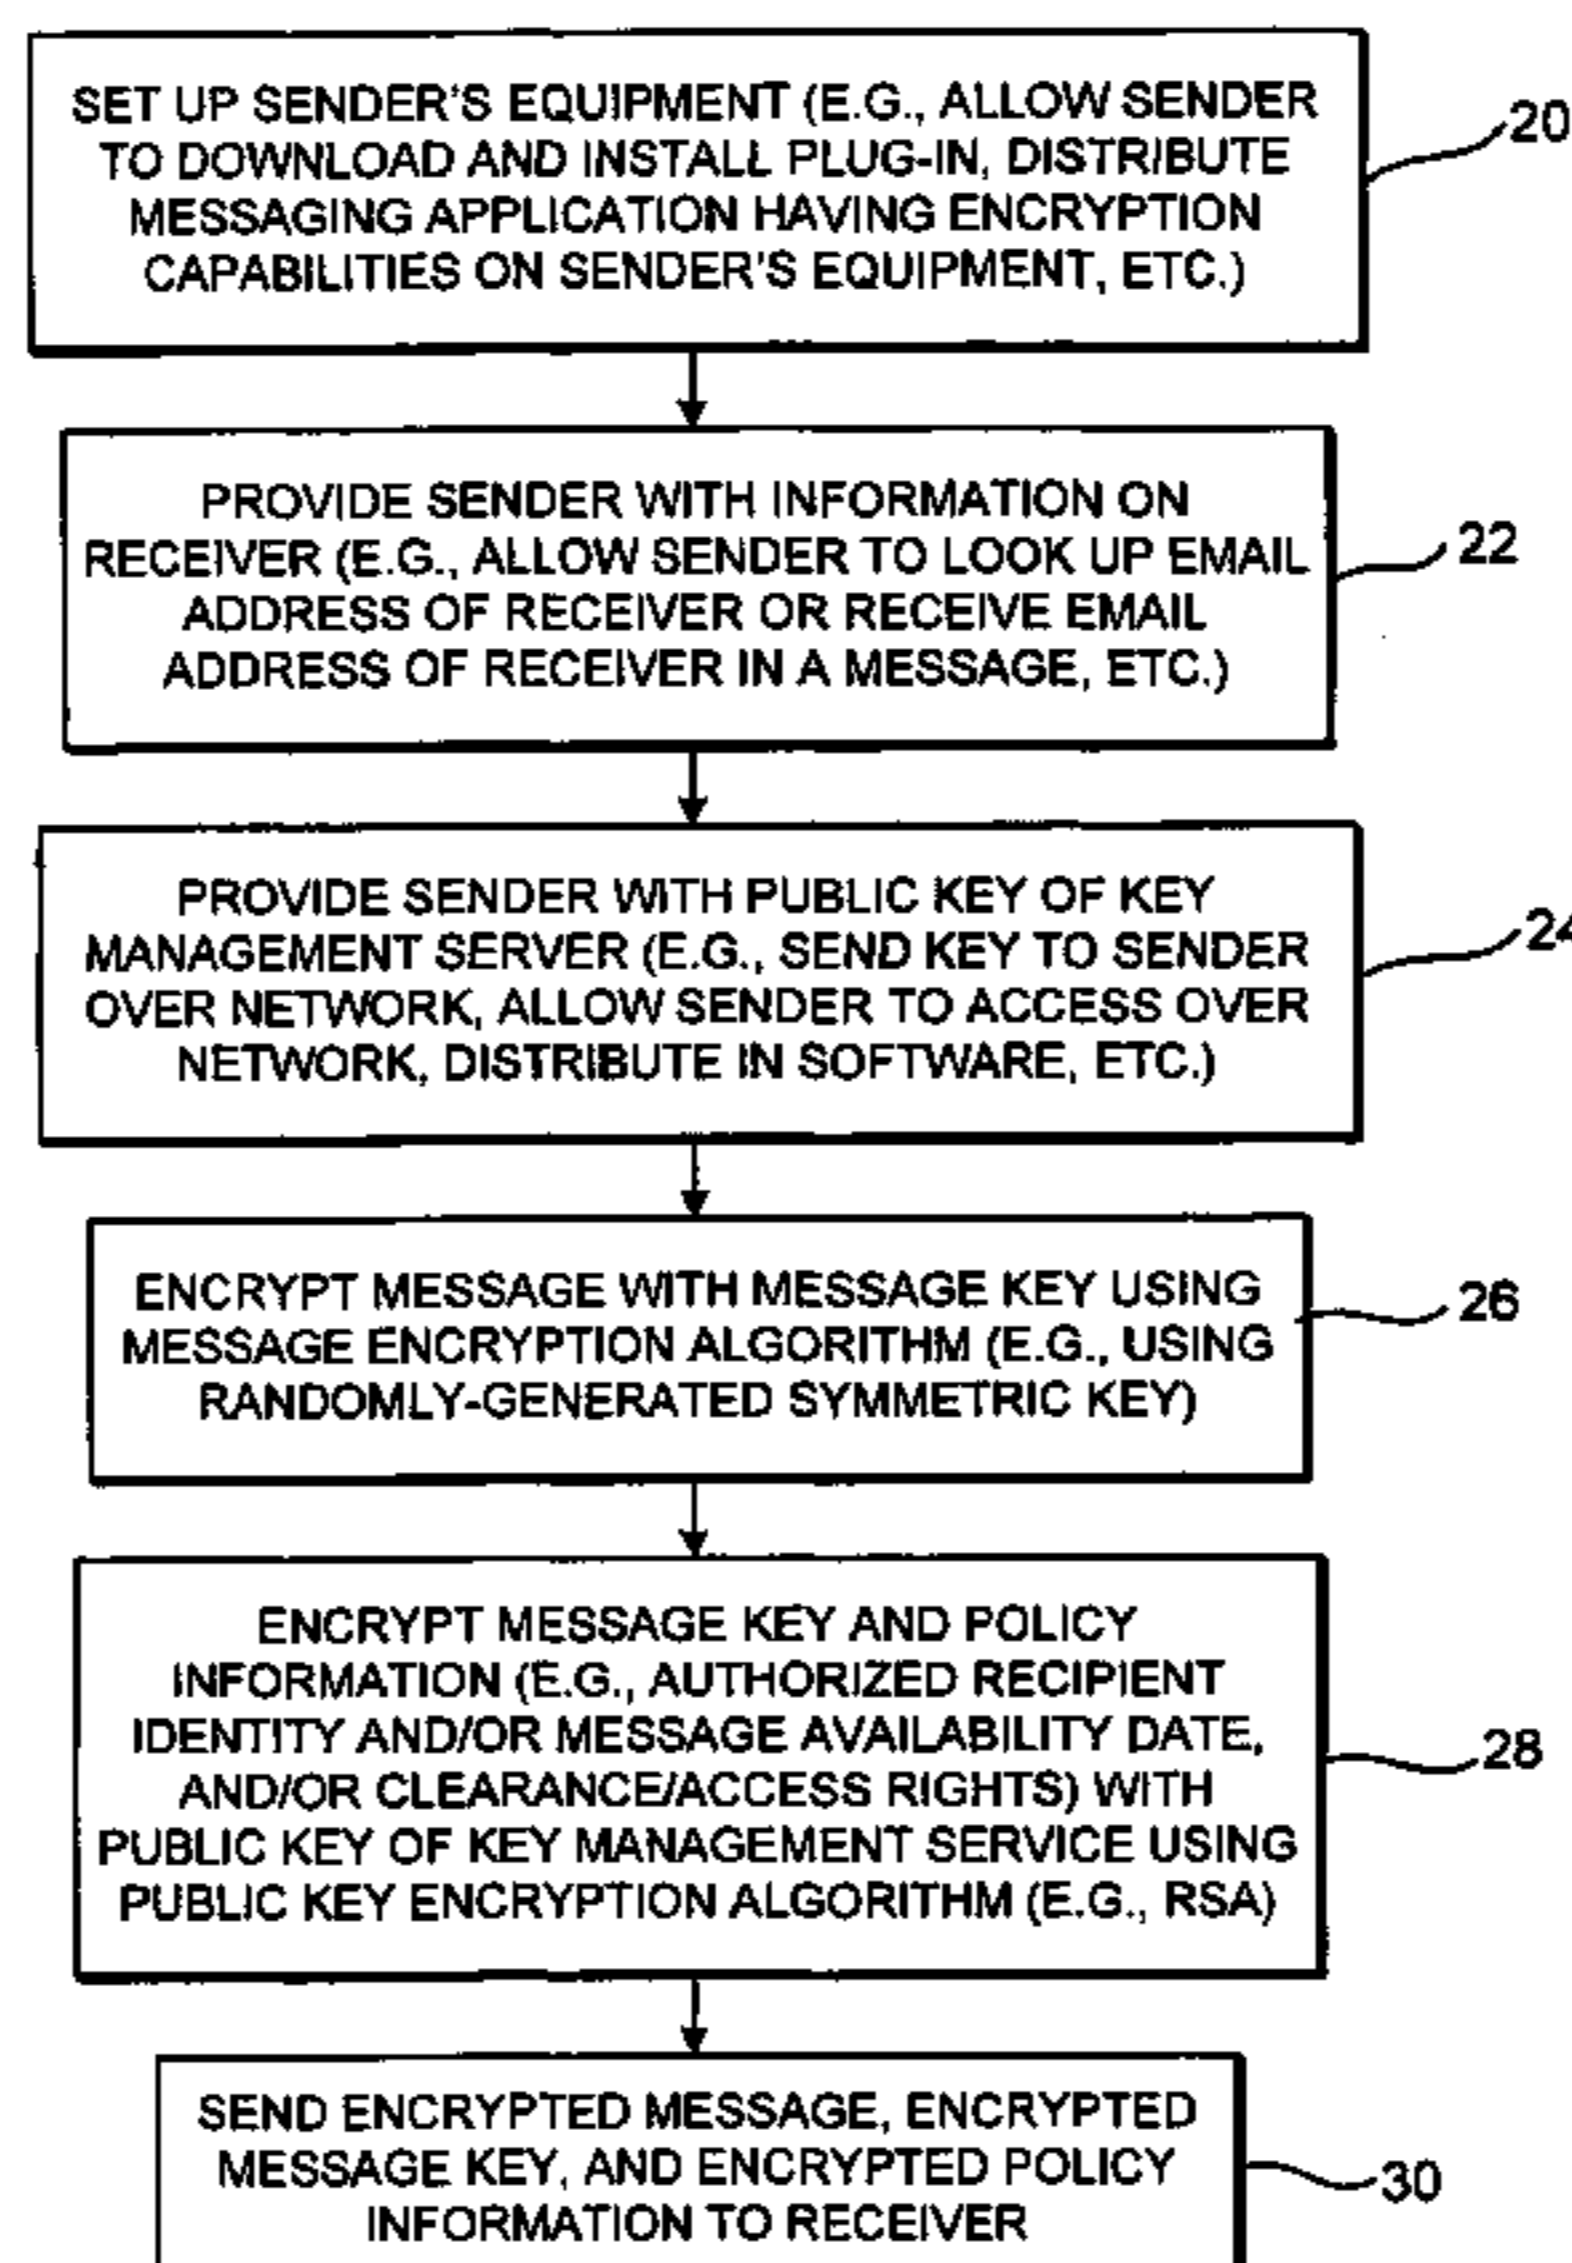 SET UP SENDER'S EQUIPMENT (E.G., ALLOW SENDER
TO DOWNLOAD AND INSTALL PLUG-IN, DISTRIBUTE
MESSAGING APPLICATION HAVING ENCRYPTION
CAPABILITIES ON SENDER'S EQUIPMENT, ETC.)
20
PROVIDE SENDER WITH INFORMATION ON
RECEIVER (E.G., ALLOW SENDER TO LOOK UP EMAIL
ADDRESS OF RECEIVER OR RECEIVE EMAIL
ADDRESS OF RECEIVER IN A MESSAGE, ETC.)
22
PROVIDE SENDER WITH PUBLIC KEY OF KEY
MANAGEMENT SERVER (E.G., SEND KEY TO SENDER
OVER NETWORK, ALLOW SENDER TO ACCESS OVER
NETWORK, DISTRIBUTE IN SOFTWARE, ETC.)
24
ENCRYPT MESSAGE WITH MESSAGE KEY USING
MESSAGE ENCRYPTION ALGORITHM (E.G., USING
RANDOMLY-GENERATED SYMMETRIC KEY)
26
ENCRYPT MESSAGE KEY AND POLICY
INFORMATION (E.G., AUTHORIZED RECIPIENT
IDENTITY AND/OR MESSAGE AVAILABILITY DATE,
AND/OR CLEARANCE/ACCESS RIGHTS) WITH
PUBLIC KEY OF KEY MANAGEMENT SERVICE USING
PUBLIC KEY ENCRYPTION ALGORITHM (E.G., RSA)
28
SEND ENCRYPTED MESSAGE, ENCRYPTED
MESSAGE KEY, AND ENCRYPTED POLICY
INFORMATION TO RECEIVER
30